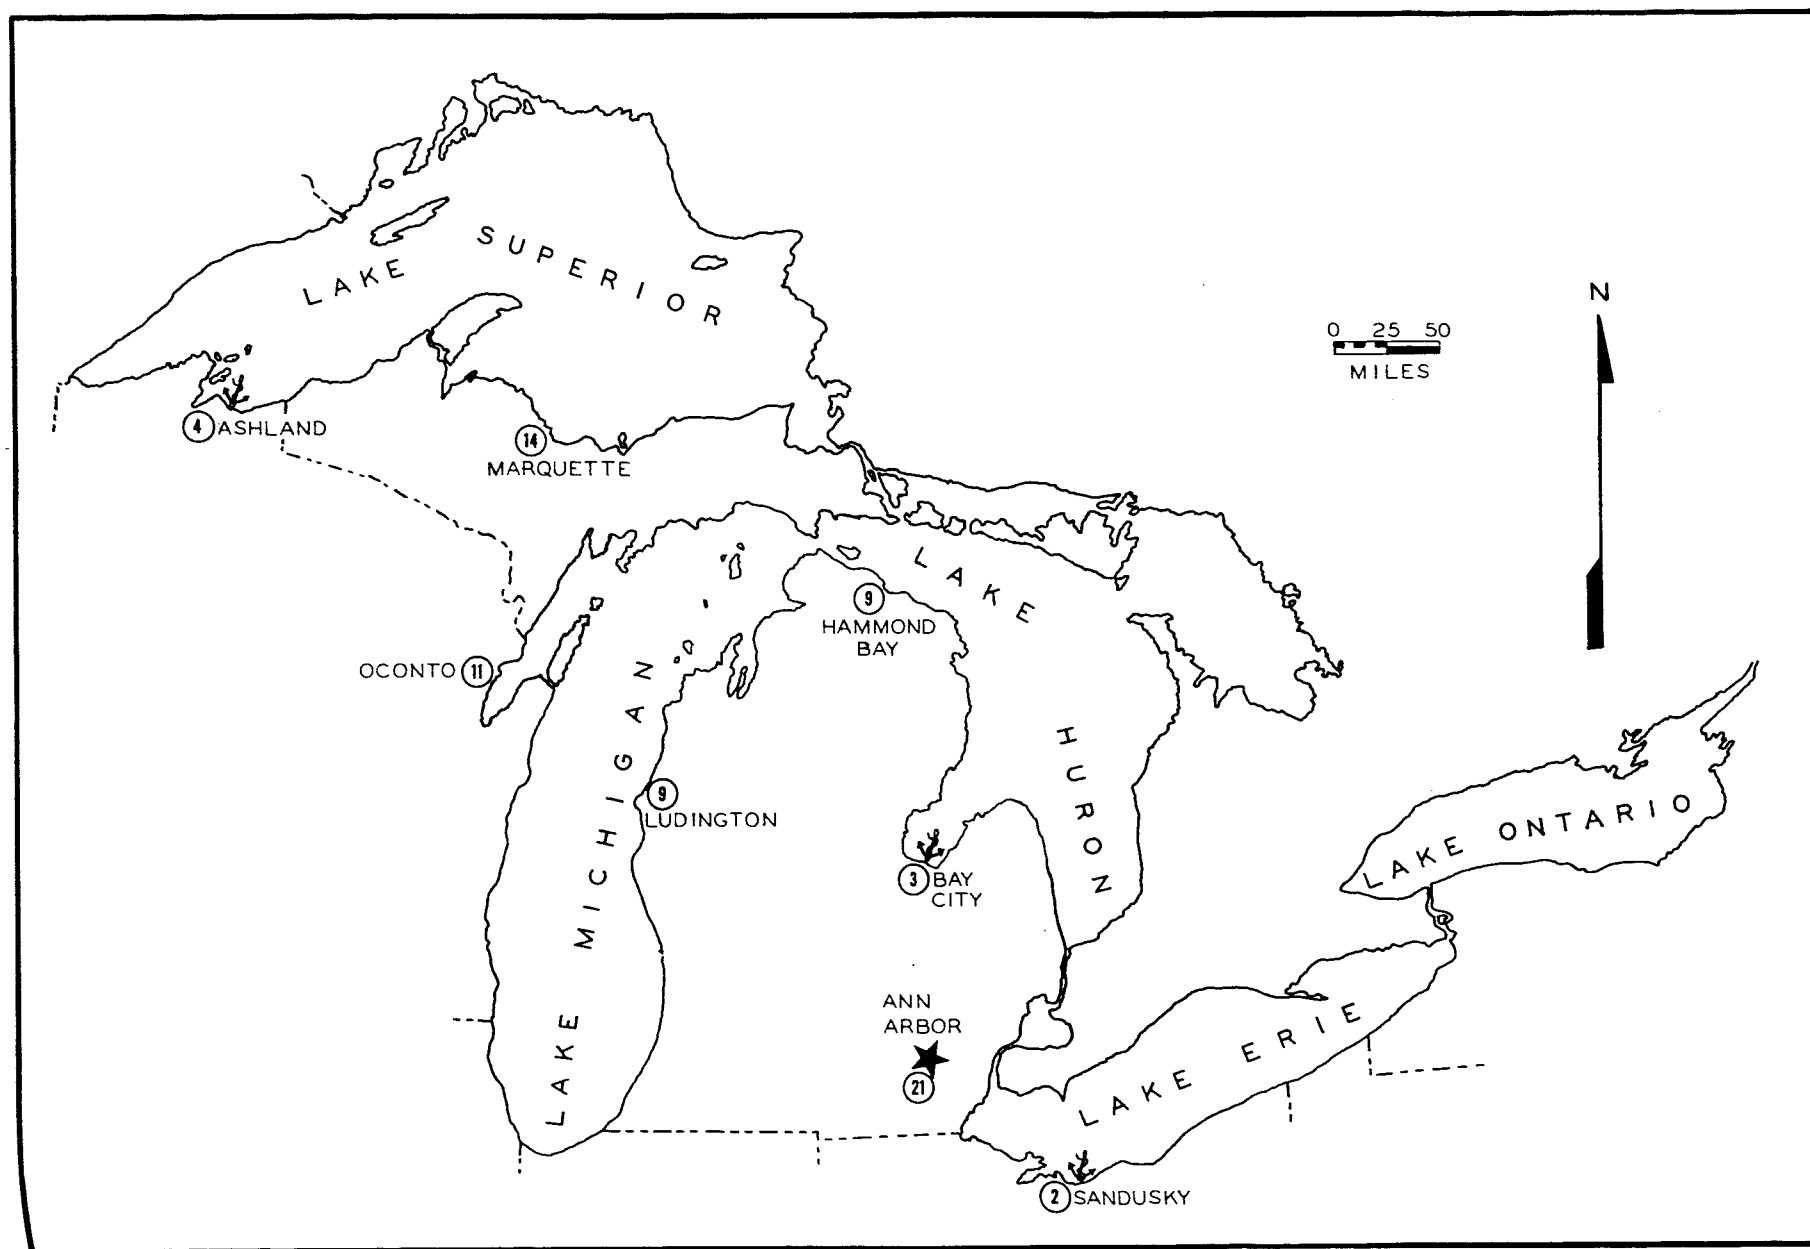 LAKE SUPERIOR
N
0 25 50
MILES
4 ASHLAND
14
MARQUETTE
LAKE HURON
9
HAMMOND
BAY
OCONTO 11
LAKE MICHIGAN
9
LUDINGTON
3 BAY
CITY
LAKE ONTARIO
ANN
ARBOR
21
LAKE ERIE
2 SANDUSKY